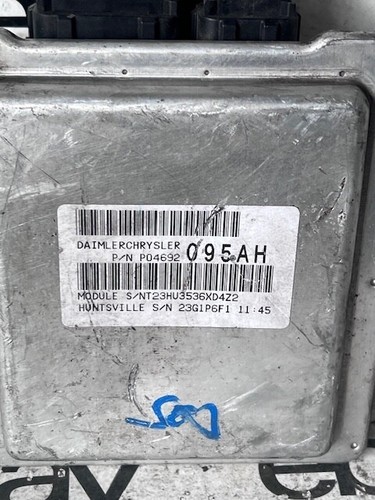 DAIMLERCHRYSLER
P/N P04692 095AH
MODULE S/NT23HU3536XD4Z2
HUNTSVILLE S/N 23G1P6F1 11:45